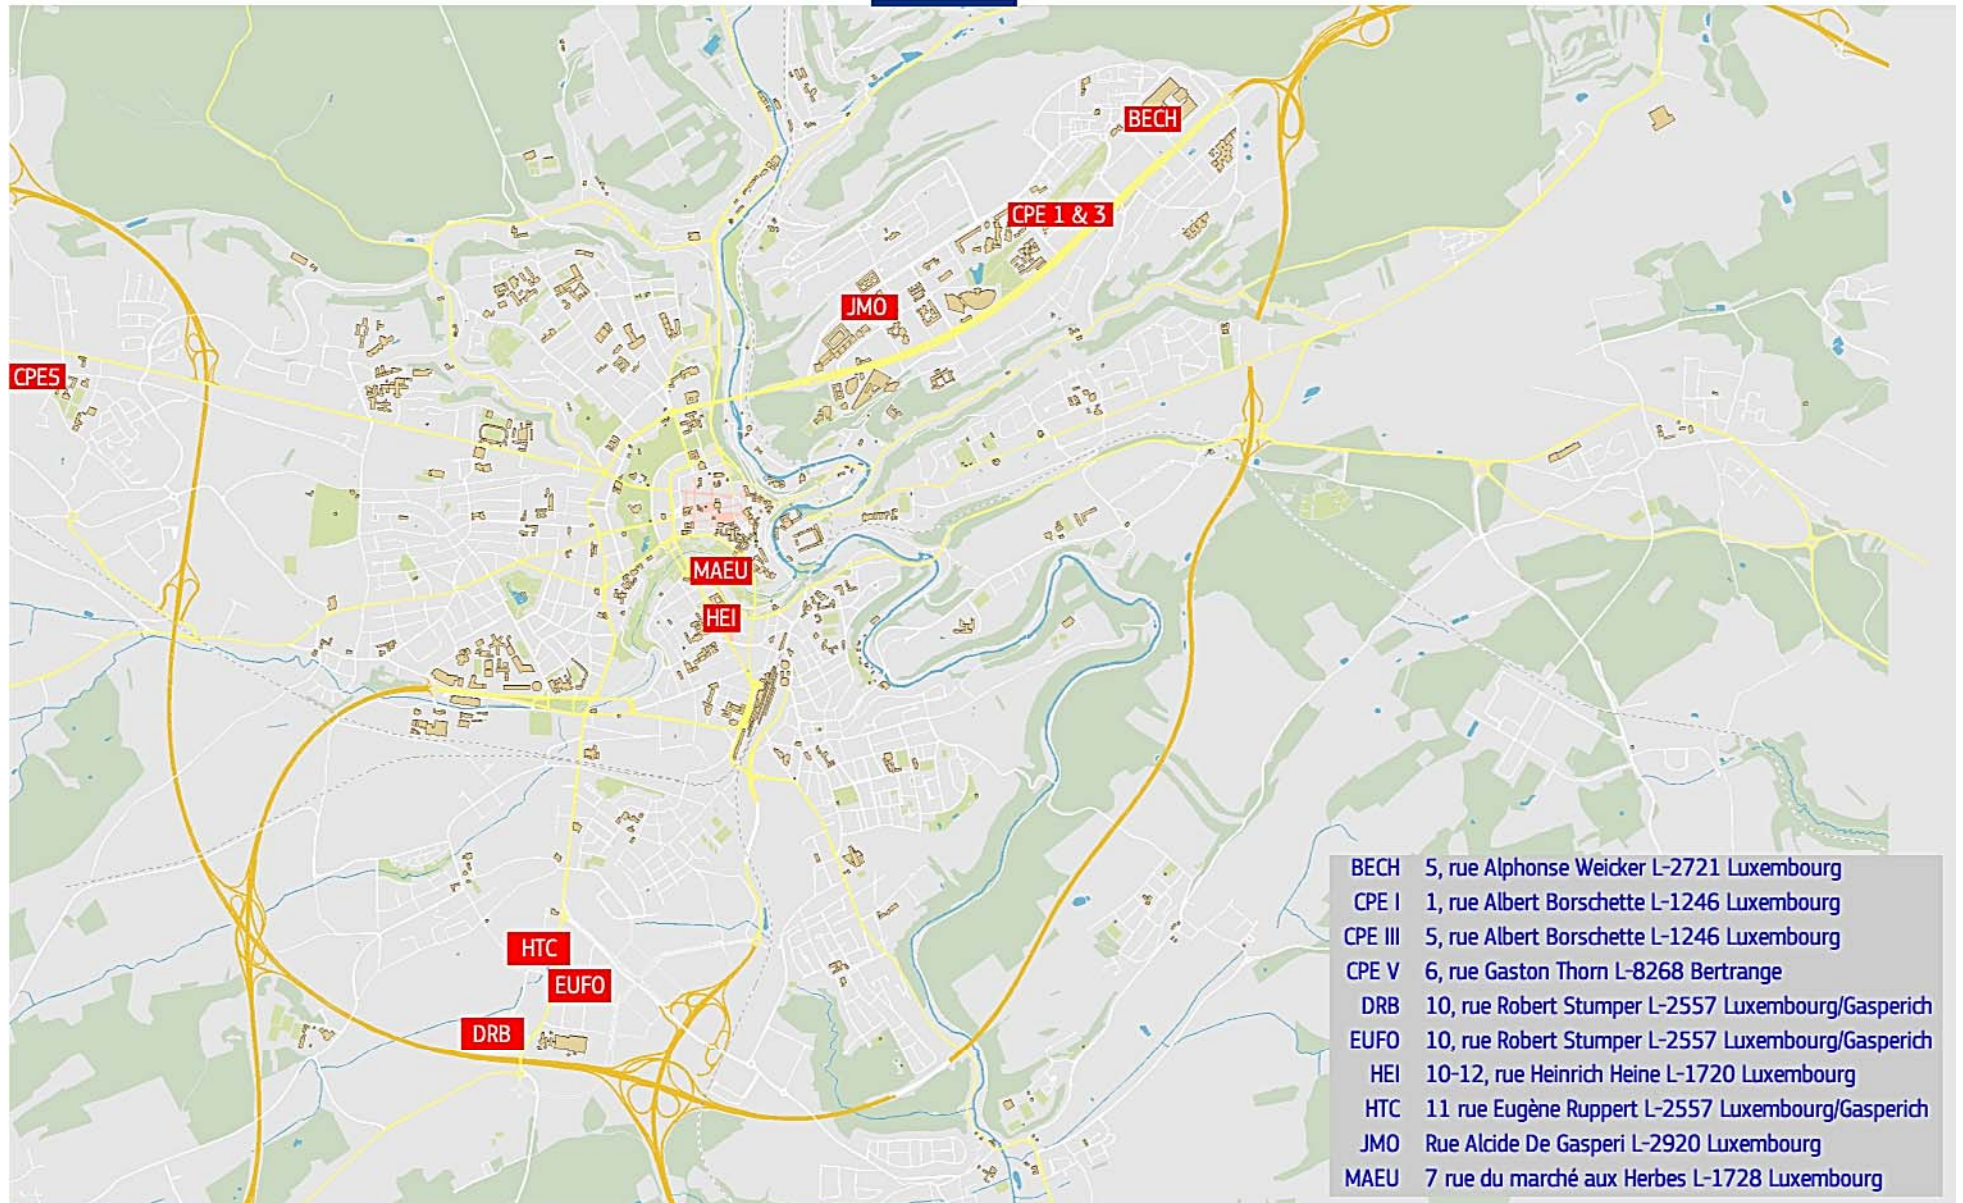 BECH
CPE 1 & 3
JMO
CPE5
MAEU
HEI
HTC
EUFO
DRB
BECH 5, rue Alphonse Weicker L-2721 Luxembourg
CPE I 1, rue Albert Borschette L-1246 Luxembourg
CPE III 5, rue Albert Borschette L-1246 Luxembourg
CPE V 6, rue Gaston Thorn L-8268 Bertrange
DRB 10, rue Robert Stumper L-2557 Luxembourg/Gasperich
EUFO 10, rue Robert Stumper L-2557 Luxembourg/Gasperich
HEI 10-12, rue Heinrich Heine L-1720 Luxembourg
HTC 11 rue Eugène Ruppert L-2557 Luxembourg/Gasperich
JMO Rue Alcide De Gasperi L-2920 Luxembourg
MAEU 7 rue du marché aux Herbes L-1728 Luxembourg